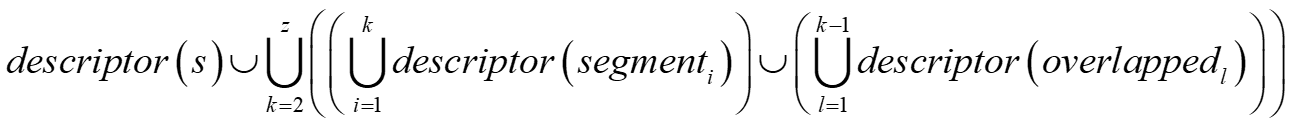 descriptor(s) ∪ ⋃_{k=2}^{z} ( ( ⋃_{i=1}^{k} descriptor(segment_i) ) ∪ ( ⋃_{l=1}^{k−1} descriptor(overlapped_l) ) )